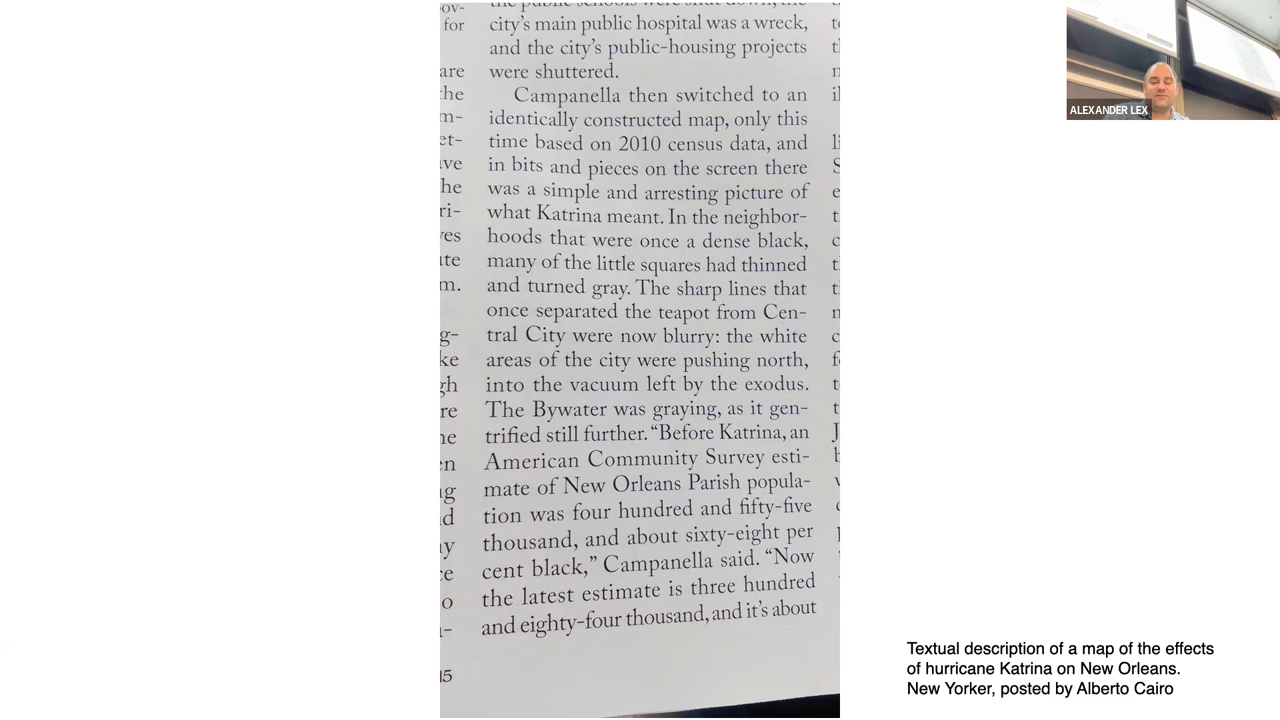 the public schools were shut down, the
city's main public hospital was a wreck,
and the city's public-housing projects
were shuttered.
Campanella then switched to an
identically constructed map, only this
time based on 2010 census data, and
in bits and pieces on the screen there
was a simple and arresting picture of
what Katrina meant. In the neighbor-
hoods that were once a dense black,
many of the little squares had thinned
and turned gray. The sharp lines that
once separated the teapot from Cen-
tral City were now blurry: the white
areas of the city were pushing north,
into the vacuum left by the exodus.
The Bywater was graying, as it gen-
trified still further. “Before Katrina, an
American Community Survey esti-
mate of New Orleans Parish popula-
tion was four hundred and fifty-five
thousand, and about sixty-eight per
cent black,” Campanella said. “Now
the latest estimate is three hundred
and eighty-four thousand, and it's about
15
ALEXANDER LEX
Textual description of a map of the effects
of hurricane Katrina on New Orleans.
New Yorker, posted by Alberto Cairo